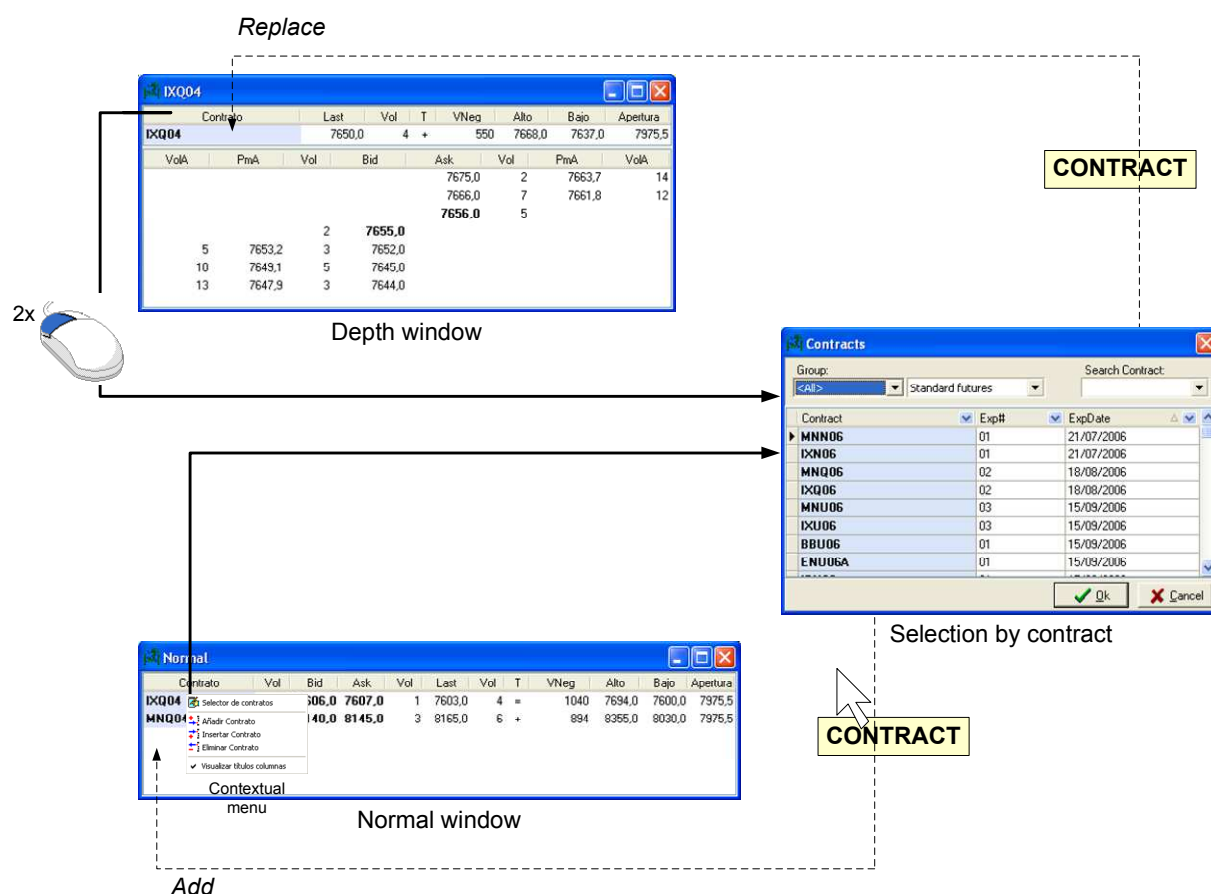 Replace
IXQ04
Contrato Last Vol T VNeg Alto Bajo Apertura
IXQ04 7650,0 4 + 550 7668,0 7637,0 7975,5
VolA PmA Vol Bid Ask Vol PmA VolA
7675,0 2 7663,7 14
7666,0 7 7661,8 12
7656,0 5
2 7655,0
5 7653,2 3 7652,0
10 7649,1 5 7645,0
13 7647,9 3 7644,0
CONTRACT
2x
Depth window
Contracts
Group: Search Contract:
<All> Standard futures
Contract Exp# ExpDate
MNN06 01 21/07/2006
IXN06 01 21/07/2006
MNQ06 02 18/08/2006
IXQ06 02 18/08/2006
MNU06 03 15/09/2006
IXU06 03 15/09/2006
BBU06 01 15/09/2006
ENU06A 01 15/09/2006
Ok Cancel
Selection by contract
Normal
Contrato Vol Bid Ask Vol Last Vol T VNeg Alto Bajo Apertura
IXQ04 606,0 7607,0 1 7603,0 4 = 1040 7694,0 7600,0 7975,5
MNQ04 140,0 8145,0 3 8165,0 6 + 894 8355,0 8030,0 7975,5
Selector de contratos
Añadir Contrato
Insertar Contrato
Eliminar Contrato
Visualizar títulos columnas
Contextual
menu
Normal window
CONTRACT
Add